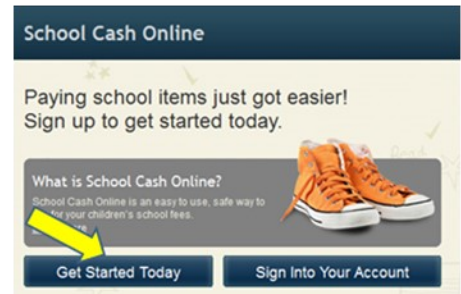 School Cash Online
Paying school items just got easier!
Sign up to get started today.
What is School Cash Online?
School Cash Online is an easy to use, safe way to
for your children's school fees.
Get Started Today
Sign Into Your Account